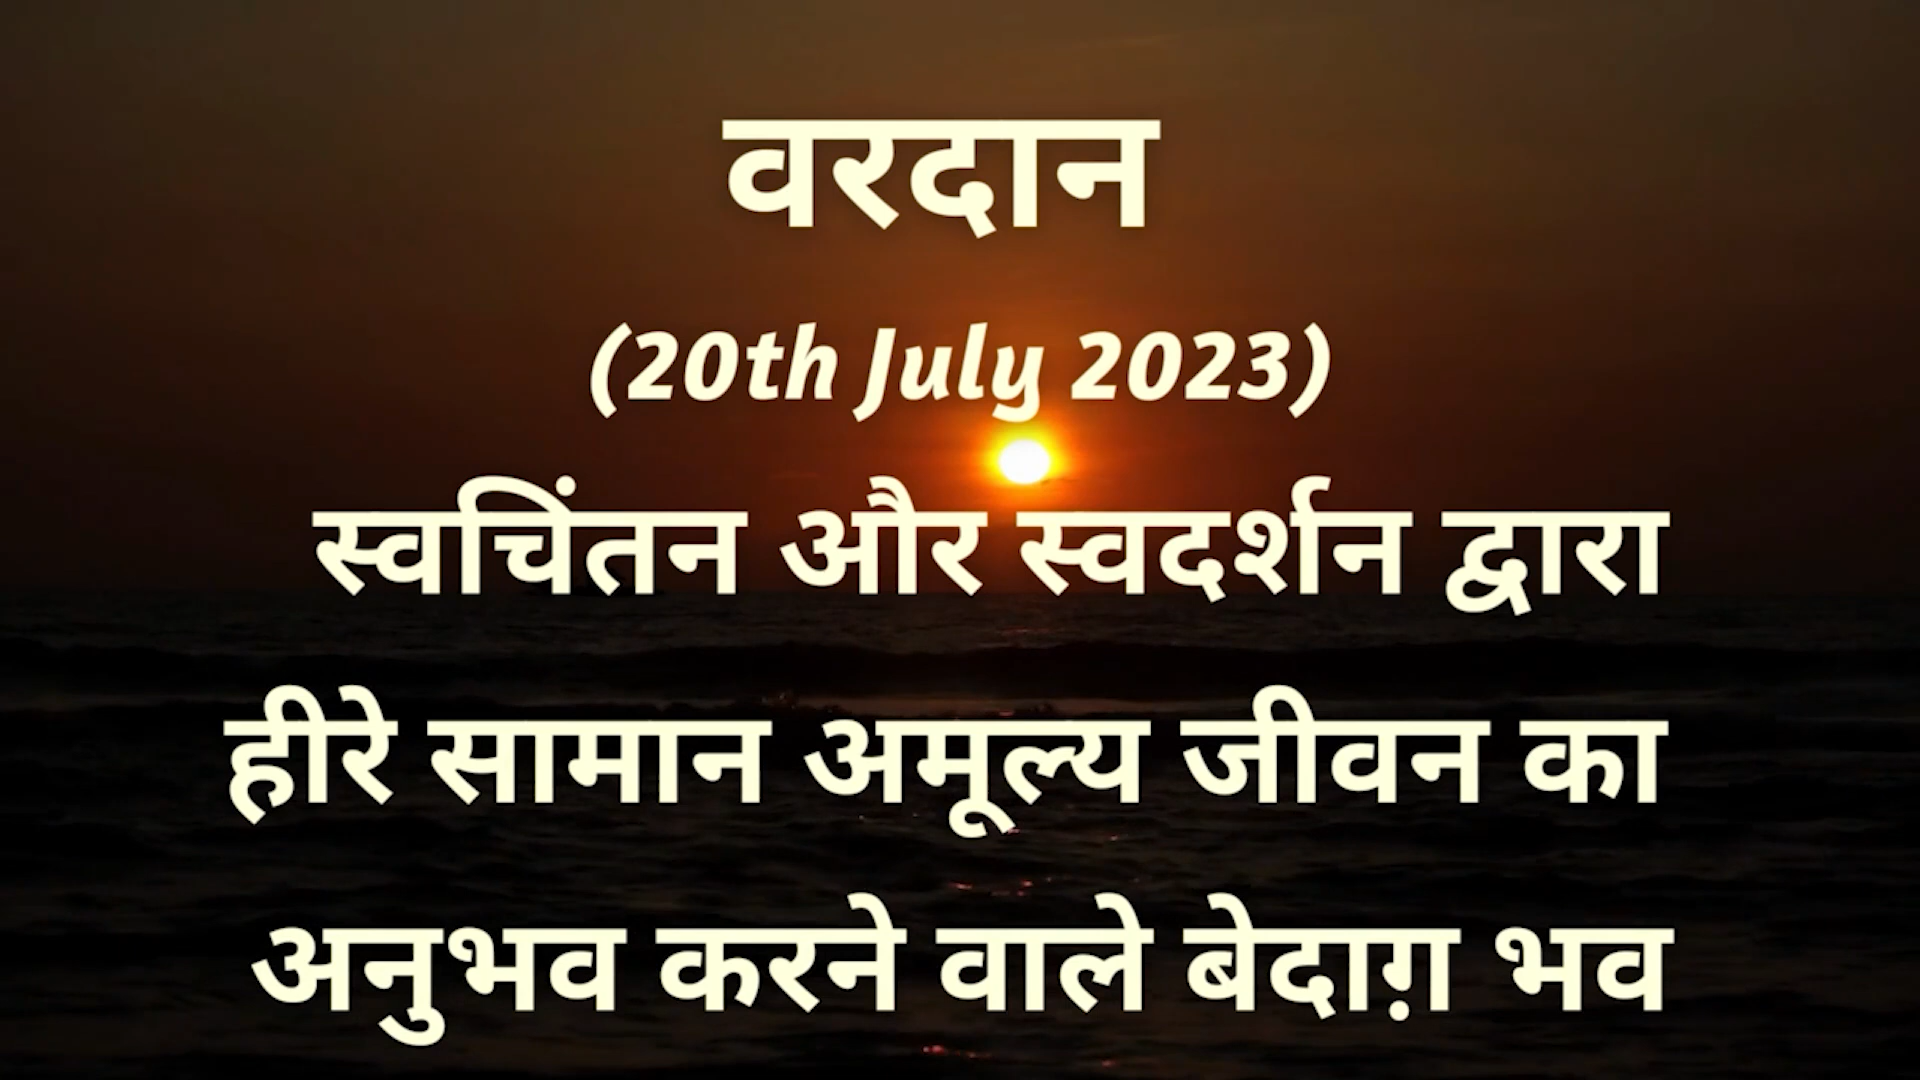 वरदान
(20th July 2023)
स्वचिंतन और स्वदर्शन द्वारा
हीरे सामान अमूल्य जीवन का
अनुभव करने वाले बेदाग़ भव